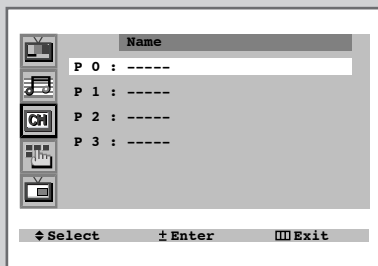 Name
P 0 : -----
P 1 : -----
P 2 : -----
CH
P 3 : -----
Select ± Enter Exit